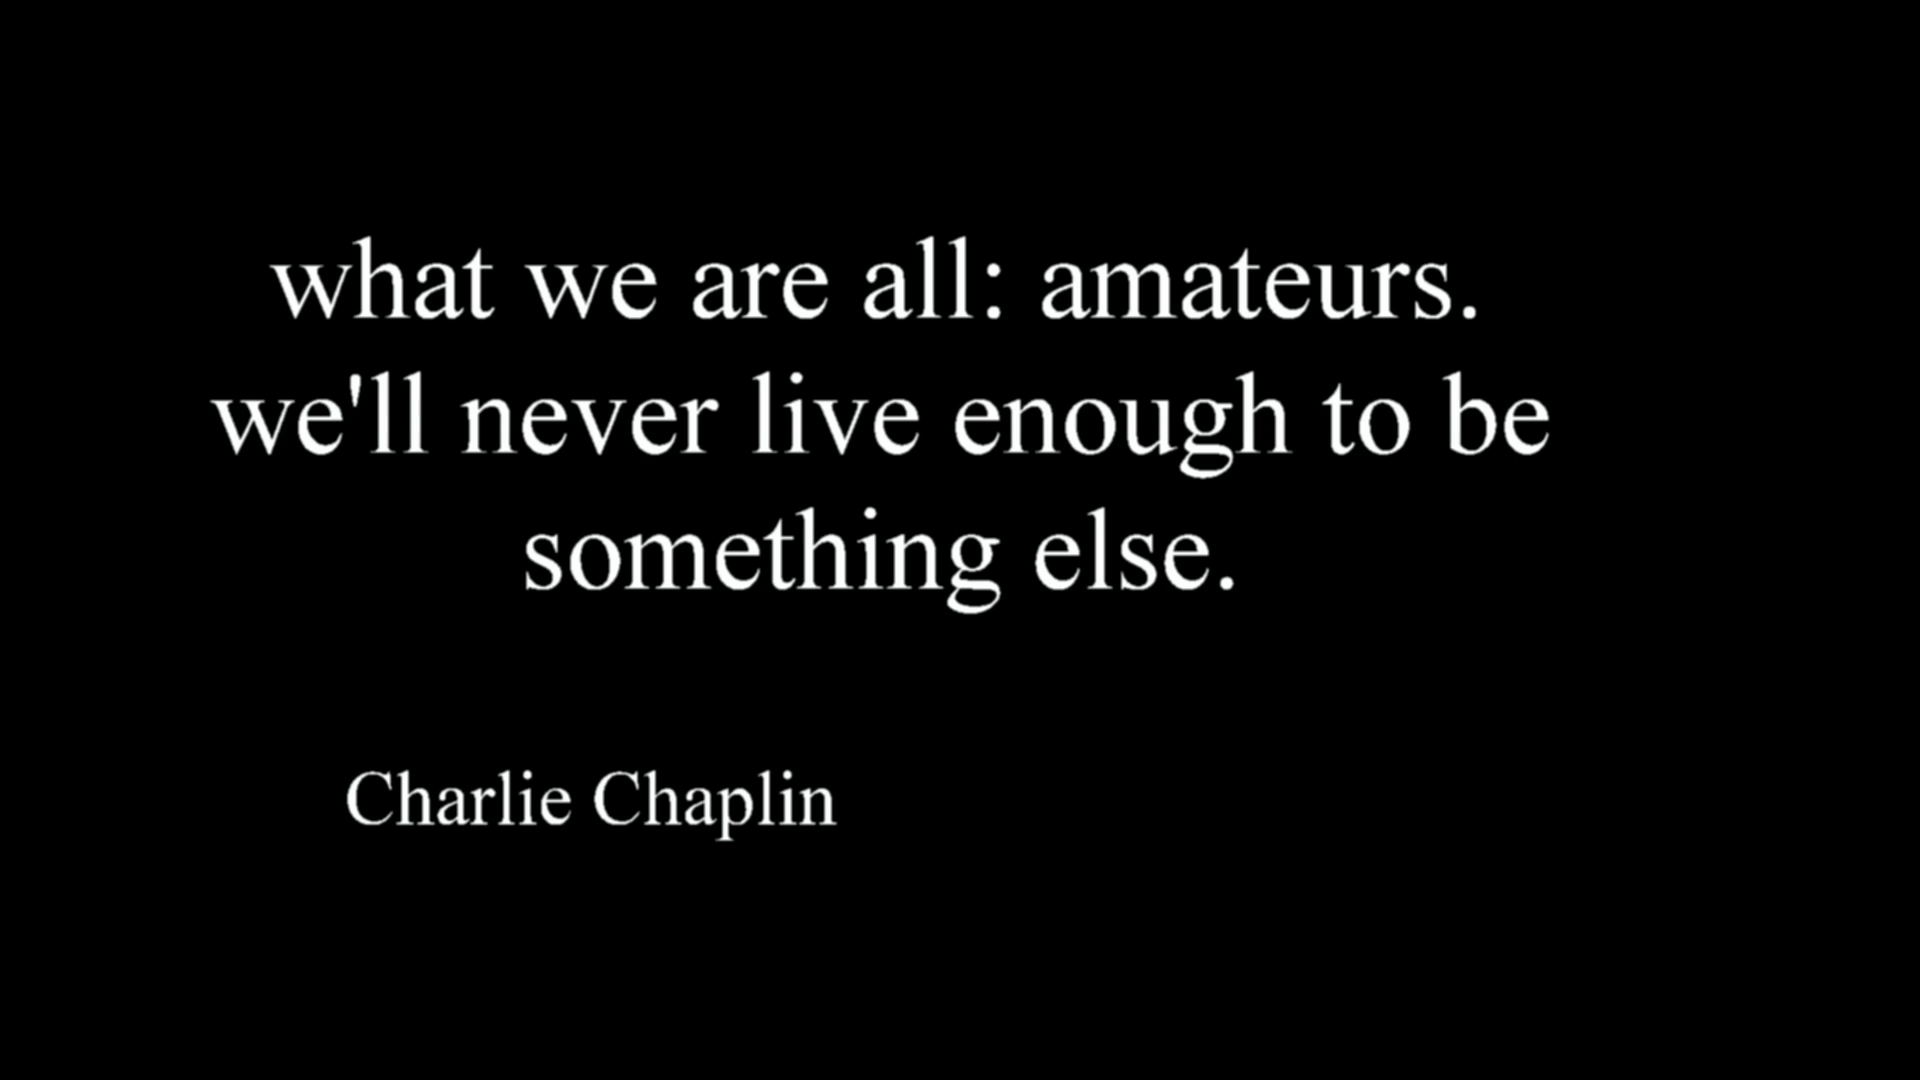 what we are all: amateurs.
we'll never live enough to be
something else.
Charlie Chaplin